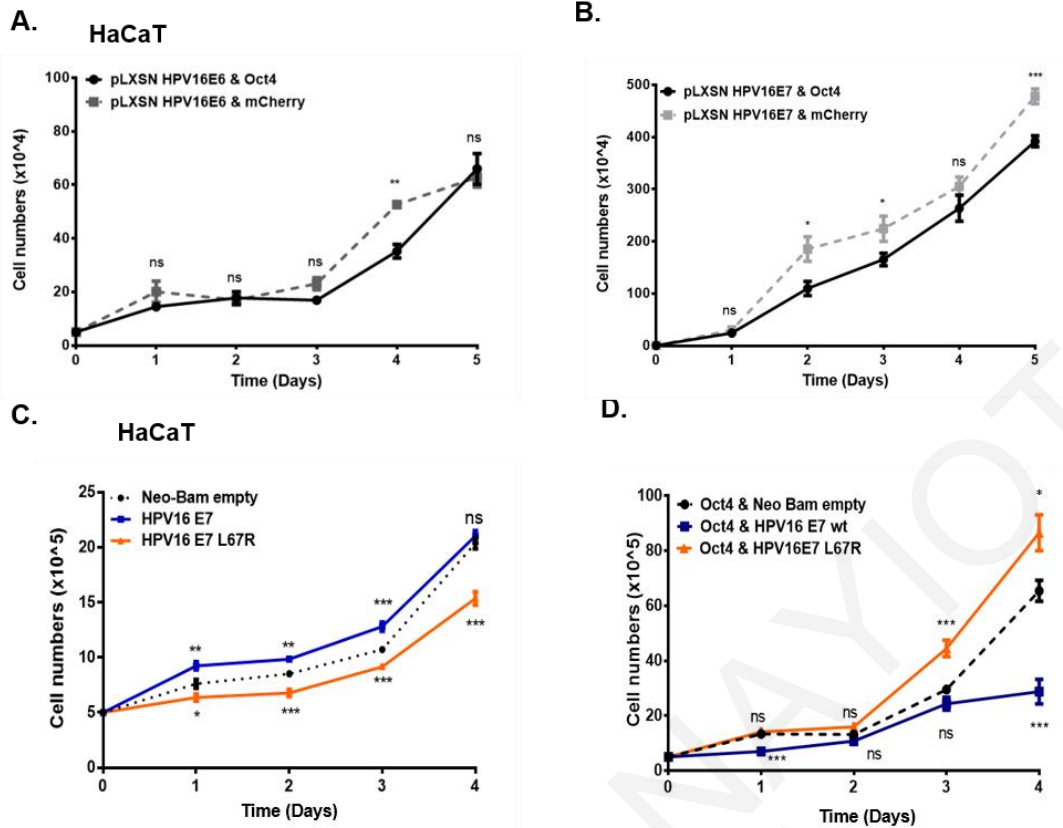 A.
HaCaT
pLXSN HPV16E6 & Oct4
pLXSN HPV16E6 & mCherry
Cell numbers (x10^4)
100
80
60
40
20
0
ns
ns
ns
**
ns
0 1 2 3 4 5
Time (Days)
B.
pLXSN HPV16E7 & Oct4
pLXSN HPV16E7 & mCherry
Cell numbers (x10^4)
500
400
300
200
100
0
ns
*
*
ns
***
0 1 2 3 4 5
Time (Days)
C.
HaCaT
Neo-Bam empty
HPV16 E7
HPV16 E7 L67R
Cell numbers (x10^5)
25
20
15
10
5
0
**
**
***
ns
*
***
***
***
0 1 2 3 4
Time (Days)
D.
Oct4 & Neo Bam empty
Oct4 & HPV16 E7 wt
Oct4 & HPV16E7 L67R
Cell numbers (x10^5)
100
80
60
40
20
0
ns
ns
***
*
***
ns
ns
***
0 1 2 3 4
Time (Days)
NAYIOT